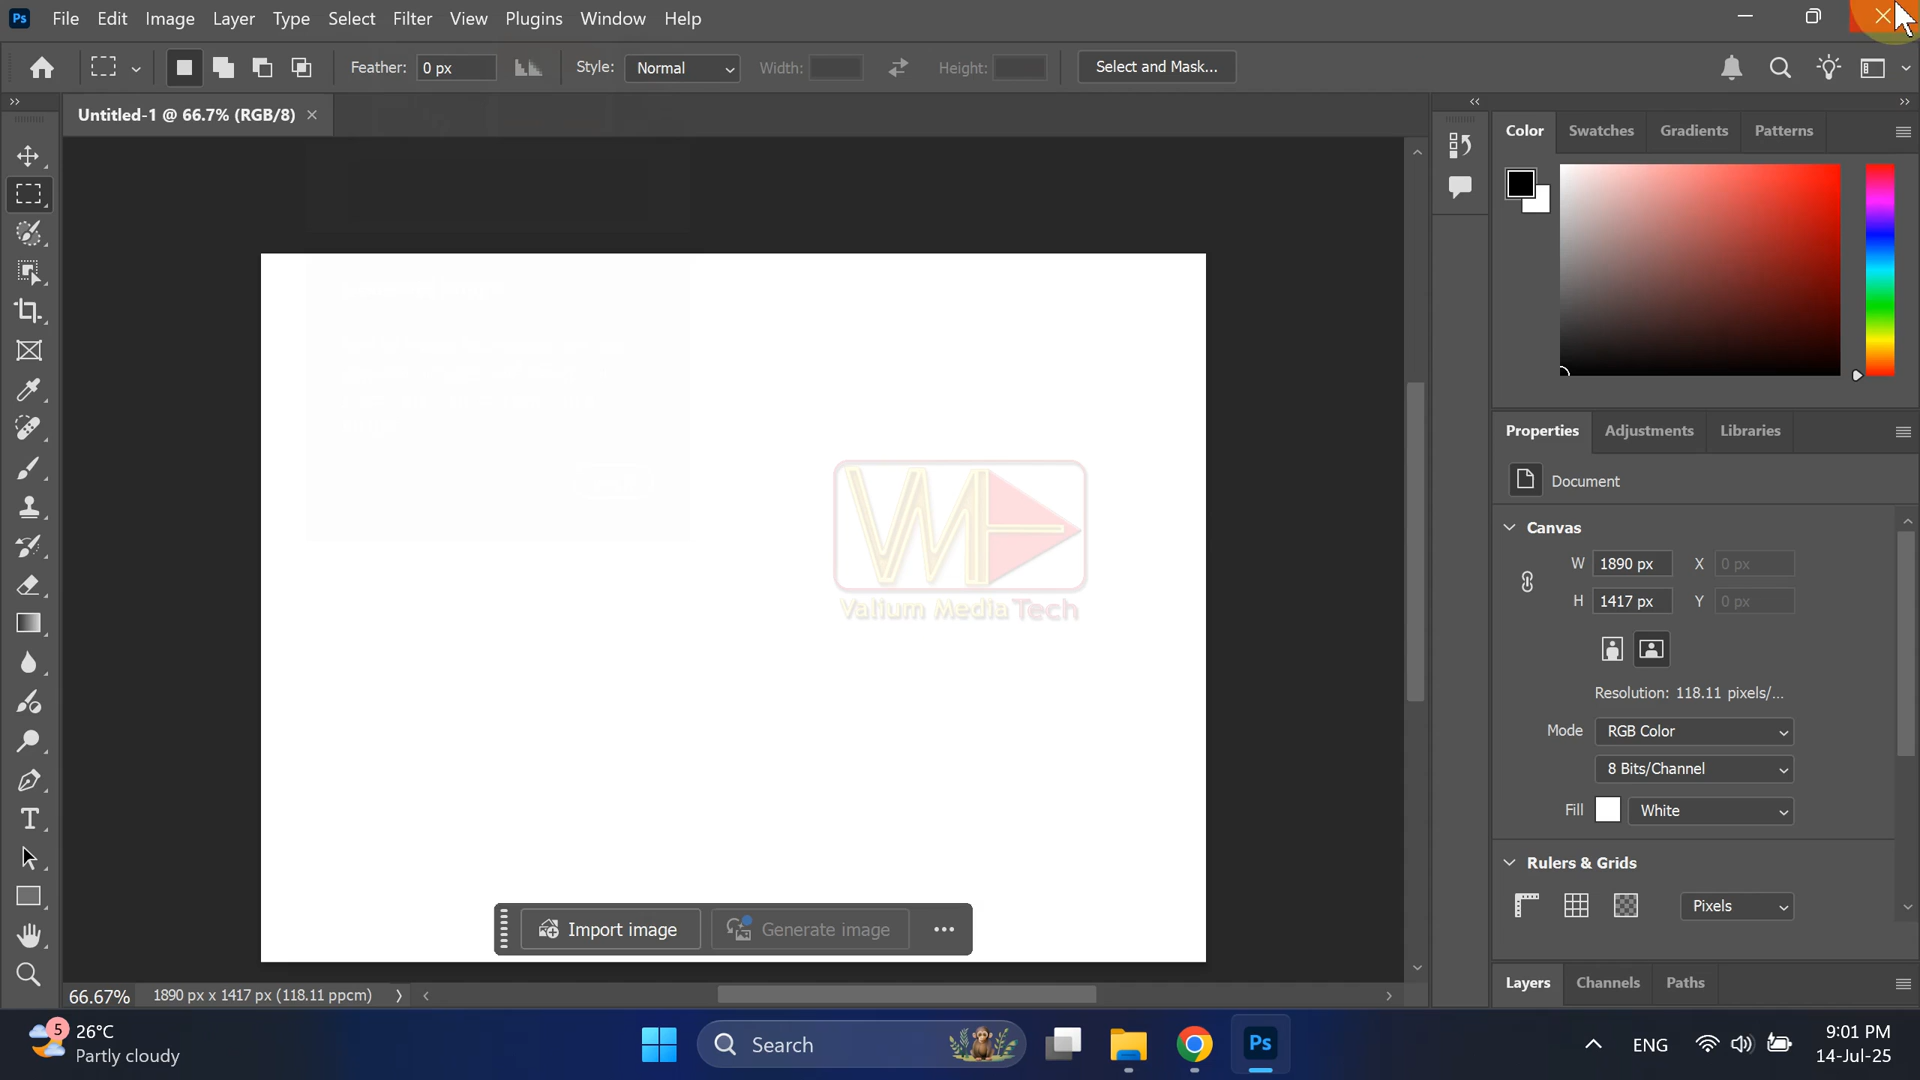 Ps File Edit Image Layer Type Select Filter View Plugins Window Help
Feather: 0 px Style: Normal Width: Height: Select and Mask...
Untitled-1 @ 66.7% (RGB/8)
Color Swatches Gradients Patterns
Properties Adjustments Libraries
Document
Canvas
W 1890 px X 0 px
H 1417 px Y 0 px
Resolution: 118.11 pixels/...
Mode RGB Color
8 Bits/Channel
Fill White
Rulers & Grids
Pixels
Valium Media Tech
Import image Generate image
Layers Channels Paths
66.67% 1890 px x 1417 px (118.11 ppcm)
5 26°C
Partly cloudy
Search
Ps
ENG
9:01 PM
14-Jul-25